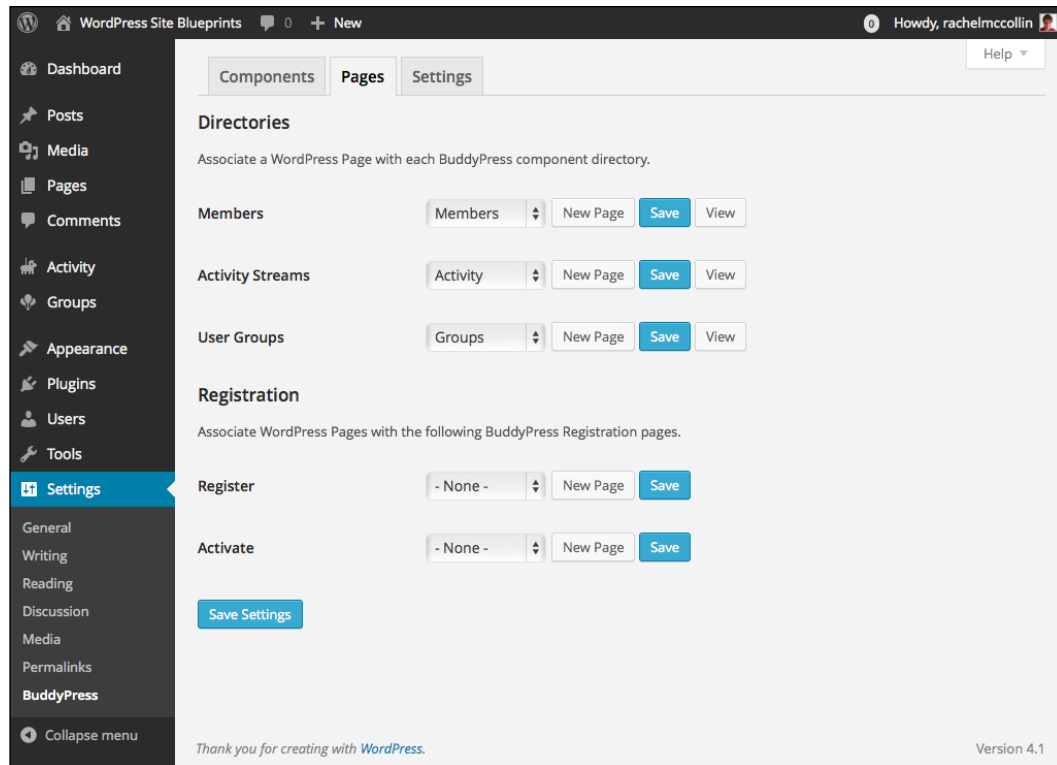 WordPress Site Blueprints 0 + New 0 Howdy, rachelmccollin
Help
Dashboard
Posts
Media
Pages
Comments
Activity
Groups
Appearance
Plugins
Users
Tools
Settings
General
Writing
Reading
Discussion
Media
Permalinks
BuddyPress
Collapse menu
Components Pages Settings
Directories
Associate a WordPress Page with each BuddyPress component directory.
Members Members New Page Save View
Activity Streams Activity New Page Save View
User Groups Groups New Page Save View
Registration
Associate WordPress Pages with the following BuddyPress Registration pages.
Register - None - New Page Save
Activate - None - New Page Save
Save Settings
Thank you for creating with WordPress. Version 4.1